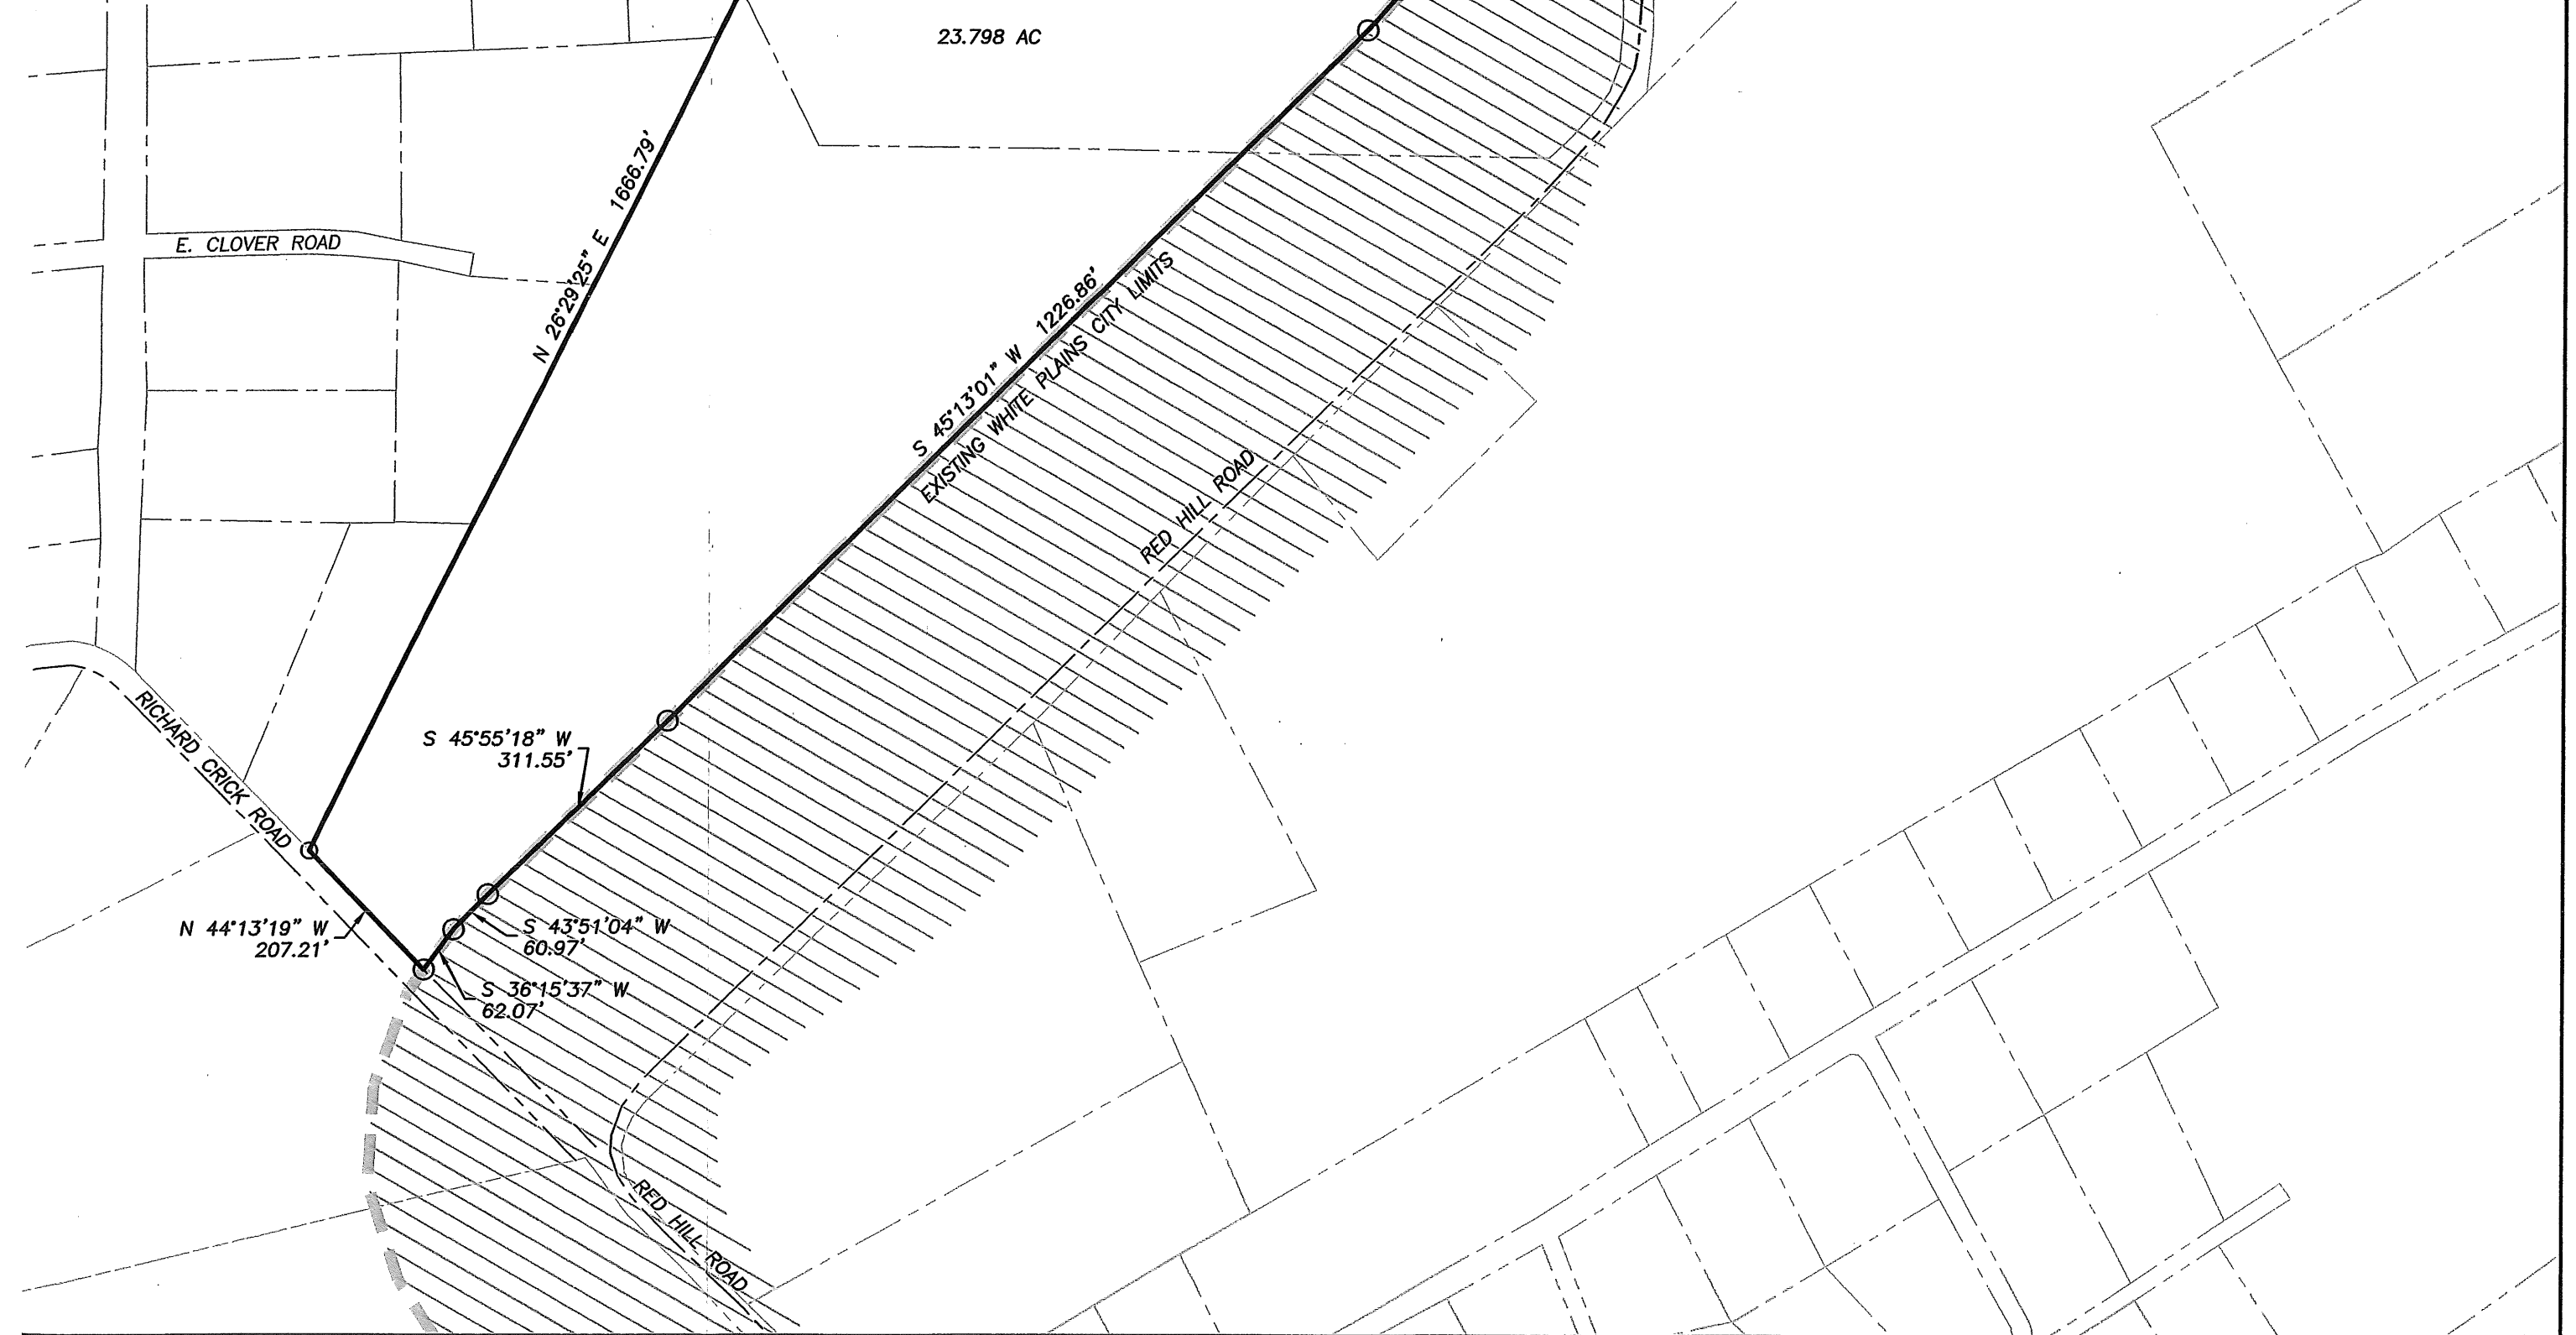 23.798 AC
N 26°29'25" E 1666.79'
E. CLOVER ROAD
S 45°13'01" W 1226.86'
EXISTING WHITE PLAINS CITY LIMITS
RED HILL ROAD
RICHARD CRICK ROAD
S 45°55'18" W
311.55'
N 44°13'19" W
207.21'
S 43°51'04" W
60.97'
S 36°15'37" W
62.07'
RED HILL ROAD